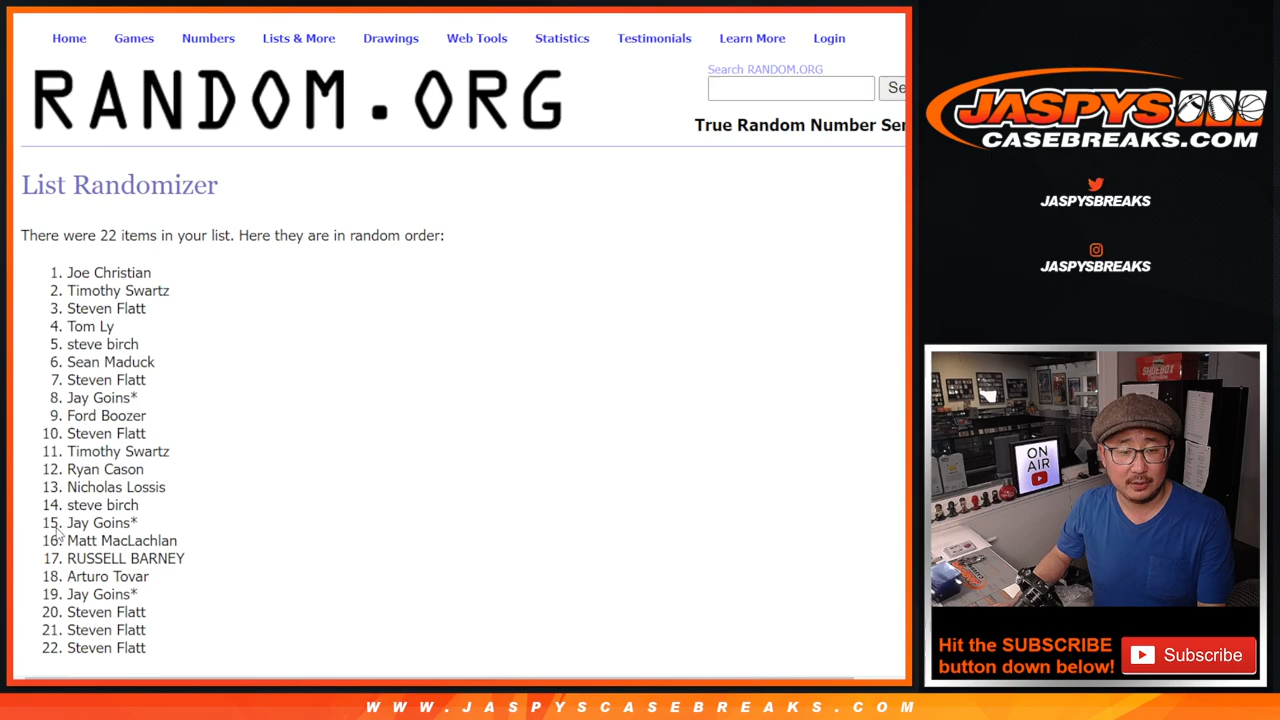 Home Games Numbers Lists & More Drawings Web Tools Statistics Testimonials Learn More Login
RANDOM.ORG
Search RANDOM.ORG
Se
True Random Number Ser
List Randomizer
There were 22 items in your list. Here they are in random order:
1. Joe Christian
2. Timothy Swartz
3. Steven Flatt
4. Tom Ly
5. steve birch
6. Sean Maduck
7. Steven Flatt
8. Jay Goins*
9. Ford Boozer
10. Steven Flatt
11. Timothy Swartz
12. Ryan Cason
13. Nicholas Lossis
14. steve birch
15. Jay Goins*
16. Matt MacLachlan
17. RUSSELL BARNEY
18. Arturo Tovar
19. Jay Goins*
20. Steven Flatt
21. Steven Flatt
22. Steven Flatt
JASPYS
CASEBREAKS.COM
JASPYSBREAKS
JASPYSBREAKS
SHOEBOX
ON
AIR
Hit the SUBSCRIBE
button down below!
Subscribe
WWW.JASPYSCASEBREAKS.COM